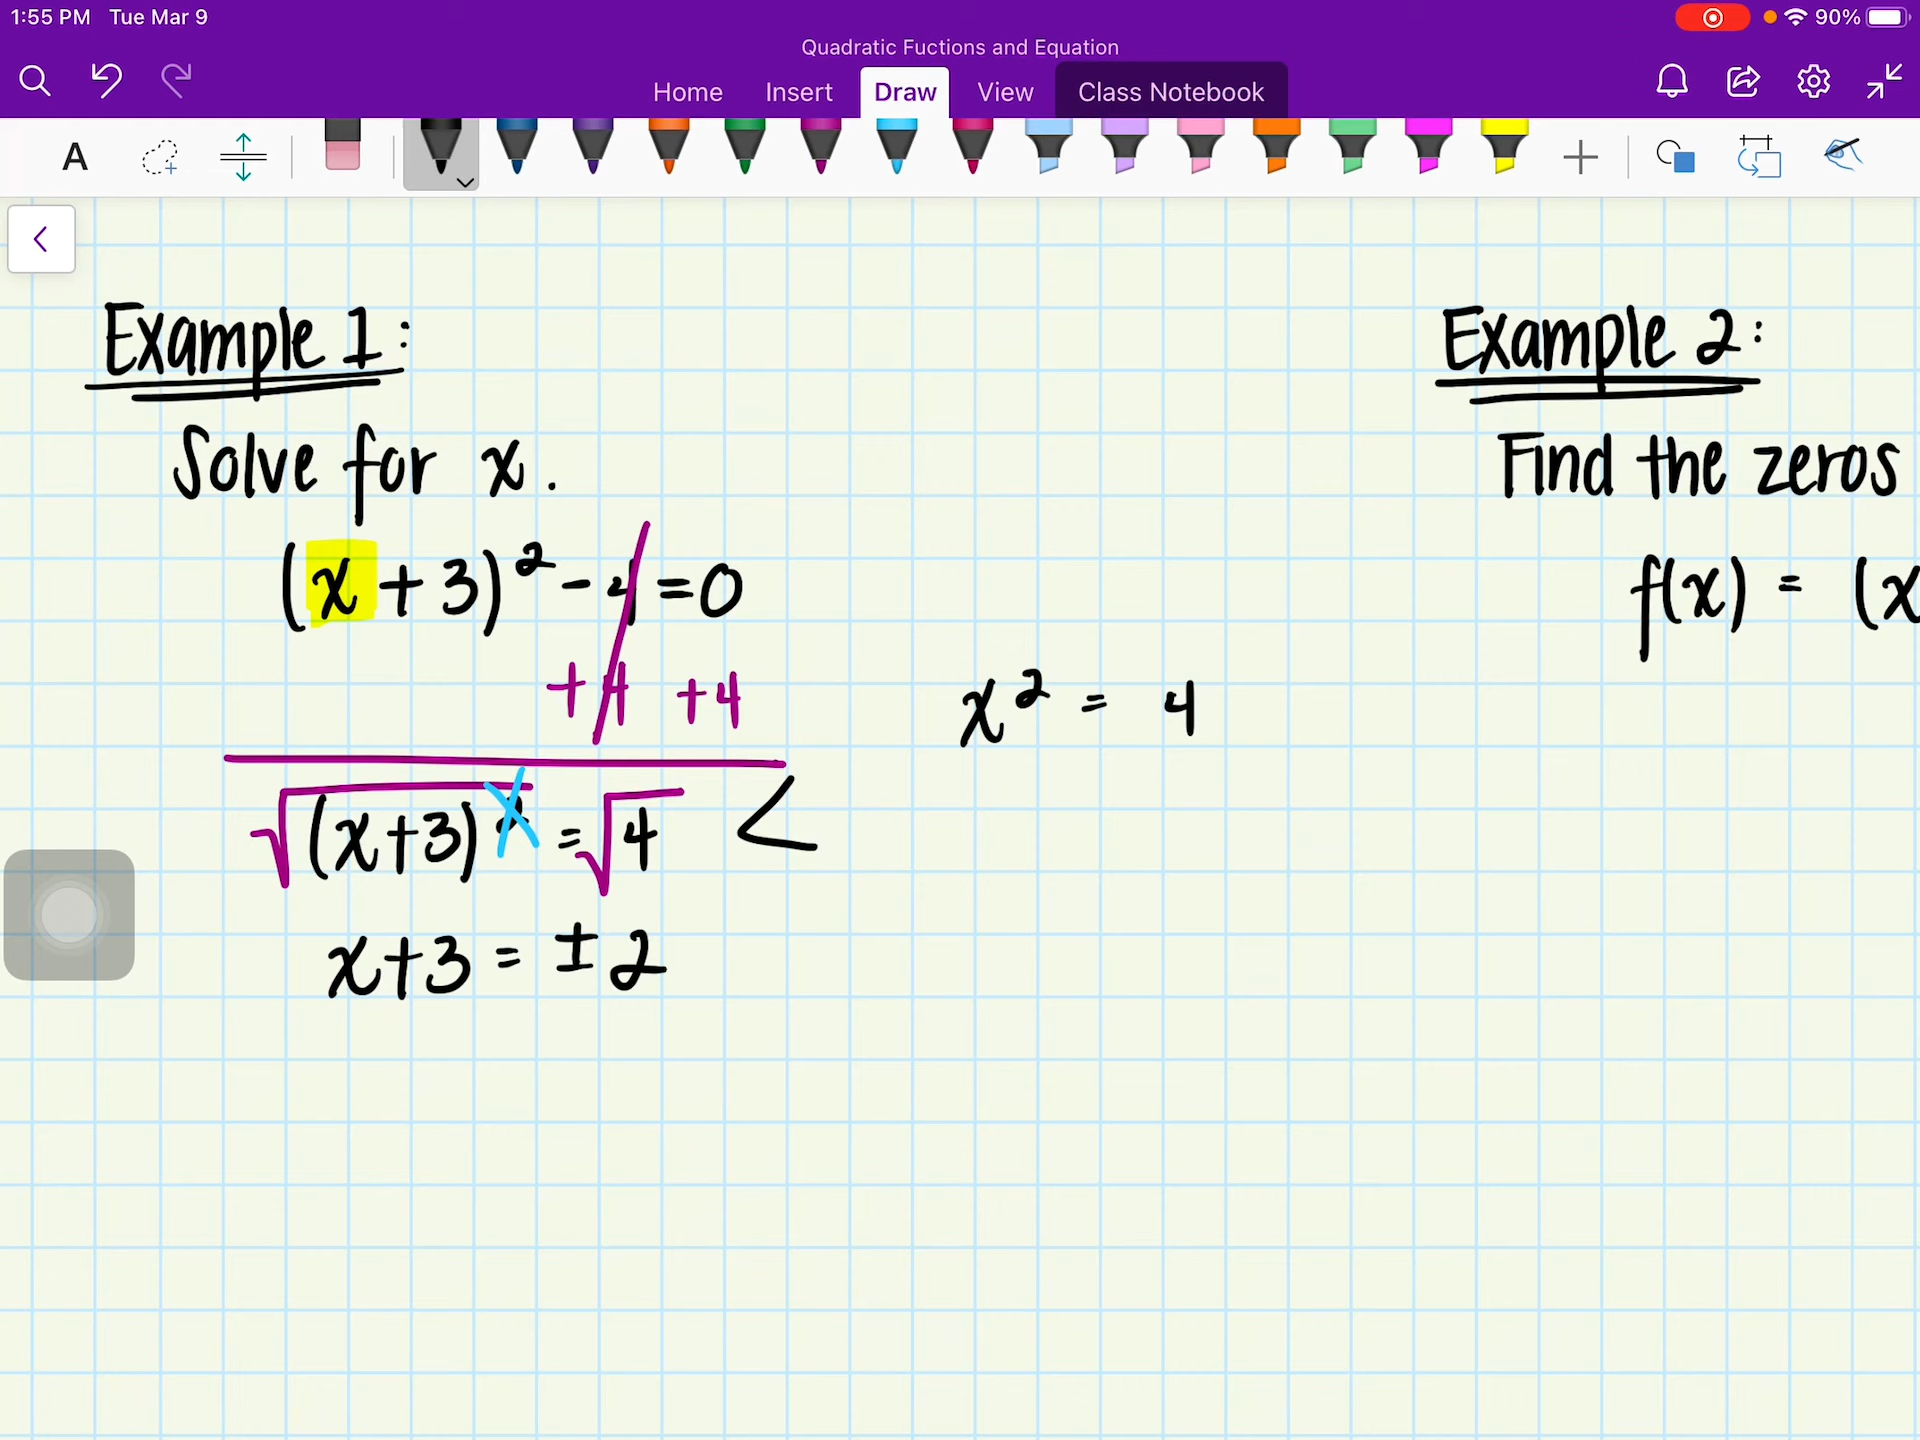 1:55 PM Tue Mar 9
90%
Quadratic Fuctions and Equation
Home Insert Draw View Class Notebook
A
Example 1:
Solve for x.
(x + 3)² - 4 = 0
+4 +4
√(x+3)² = √4 <
x+3 = ± 2
x² = 4
Example 2:
Find the zeros
f(x) = (x